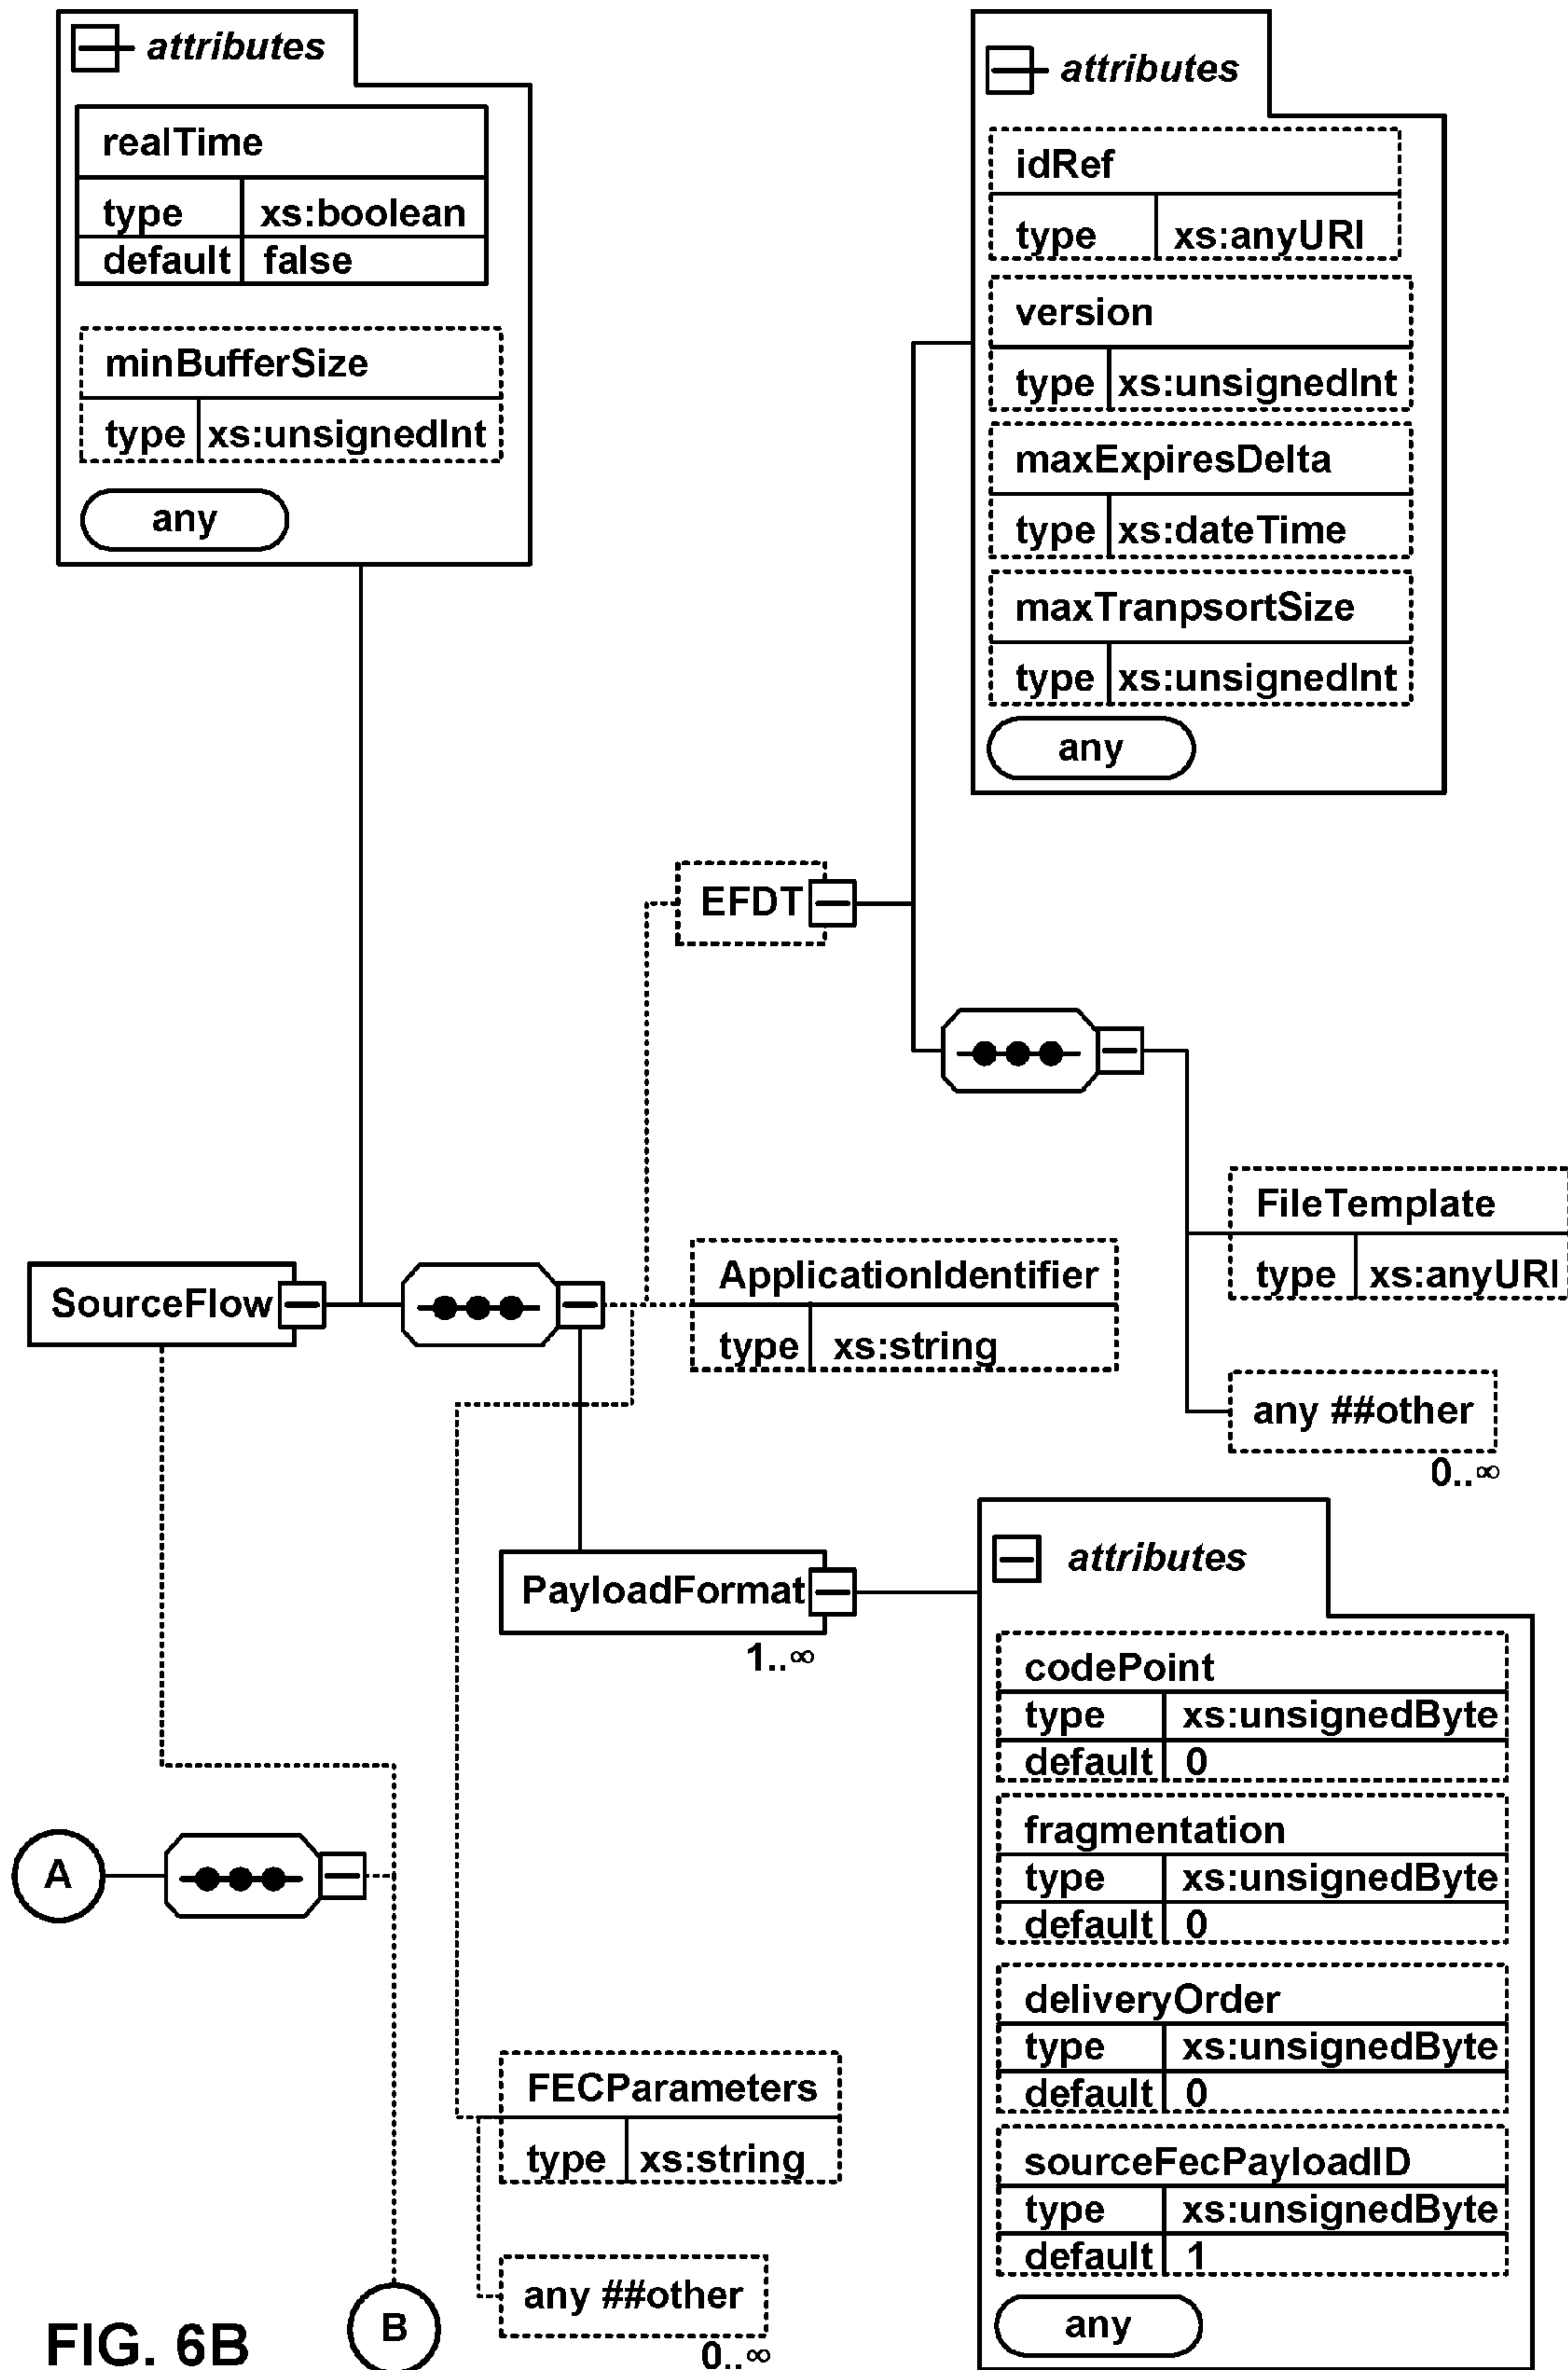 attributes
realTime
type xs:boolean
default false
minBufferSize
type xs:unsignedInt
any
attributes
idRef
type xs:anyURI
version
type xs:unsignedInt
maxExpiresDelta
type xs:dateTime
maxTranpsortSize
type xs:unsignedInt
any
EFDT
FileTemplate
type xs:anyURI
any ##other
0..∞
SourceFlow
ApplicationIdentifier
type xs:string
PayloadFormat
1..∞
attributes
codePoint
type xs:unsignedByte
default 0
fragmentation
type xs:unsignedByte
default 0
deliveryOrder
type xs:unsignedByte
default 0
sourceFecPayloadID
type xs:unsignedByte
default 1
any
A
FECParameters
type xs:string
any ##other
0..∞
B
FIG. 6B